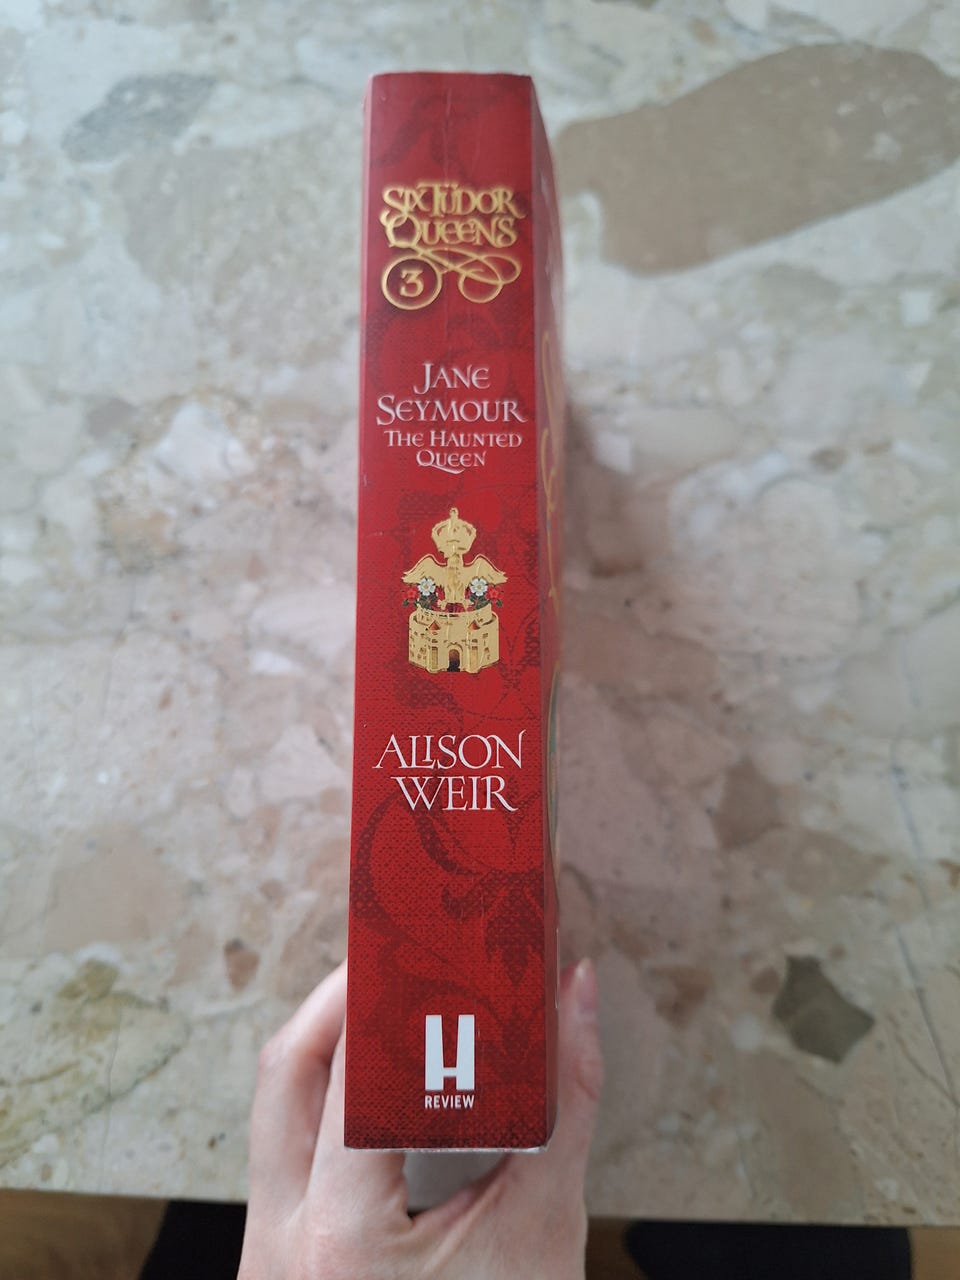 SIX TUDOR
QUEENS
3
JANE
SEYMOUR
THE HAUNTED
QUEEN
ALISON
WEIR
H
REVIEW